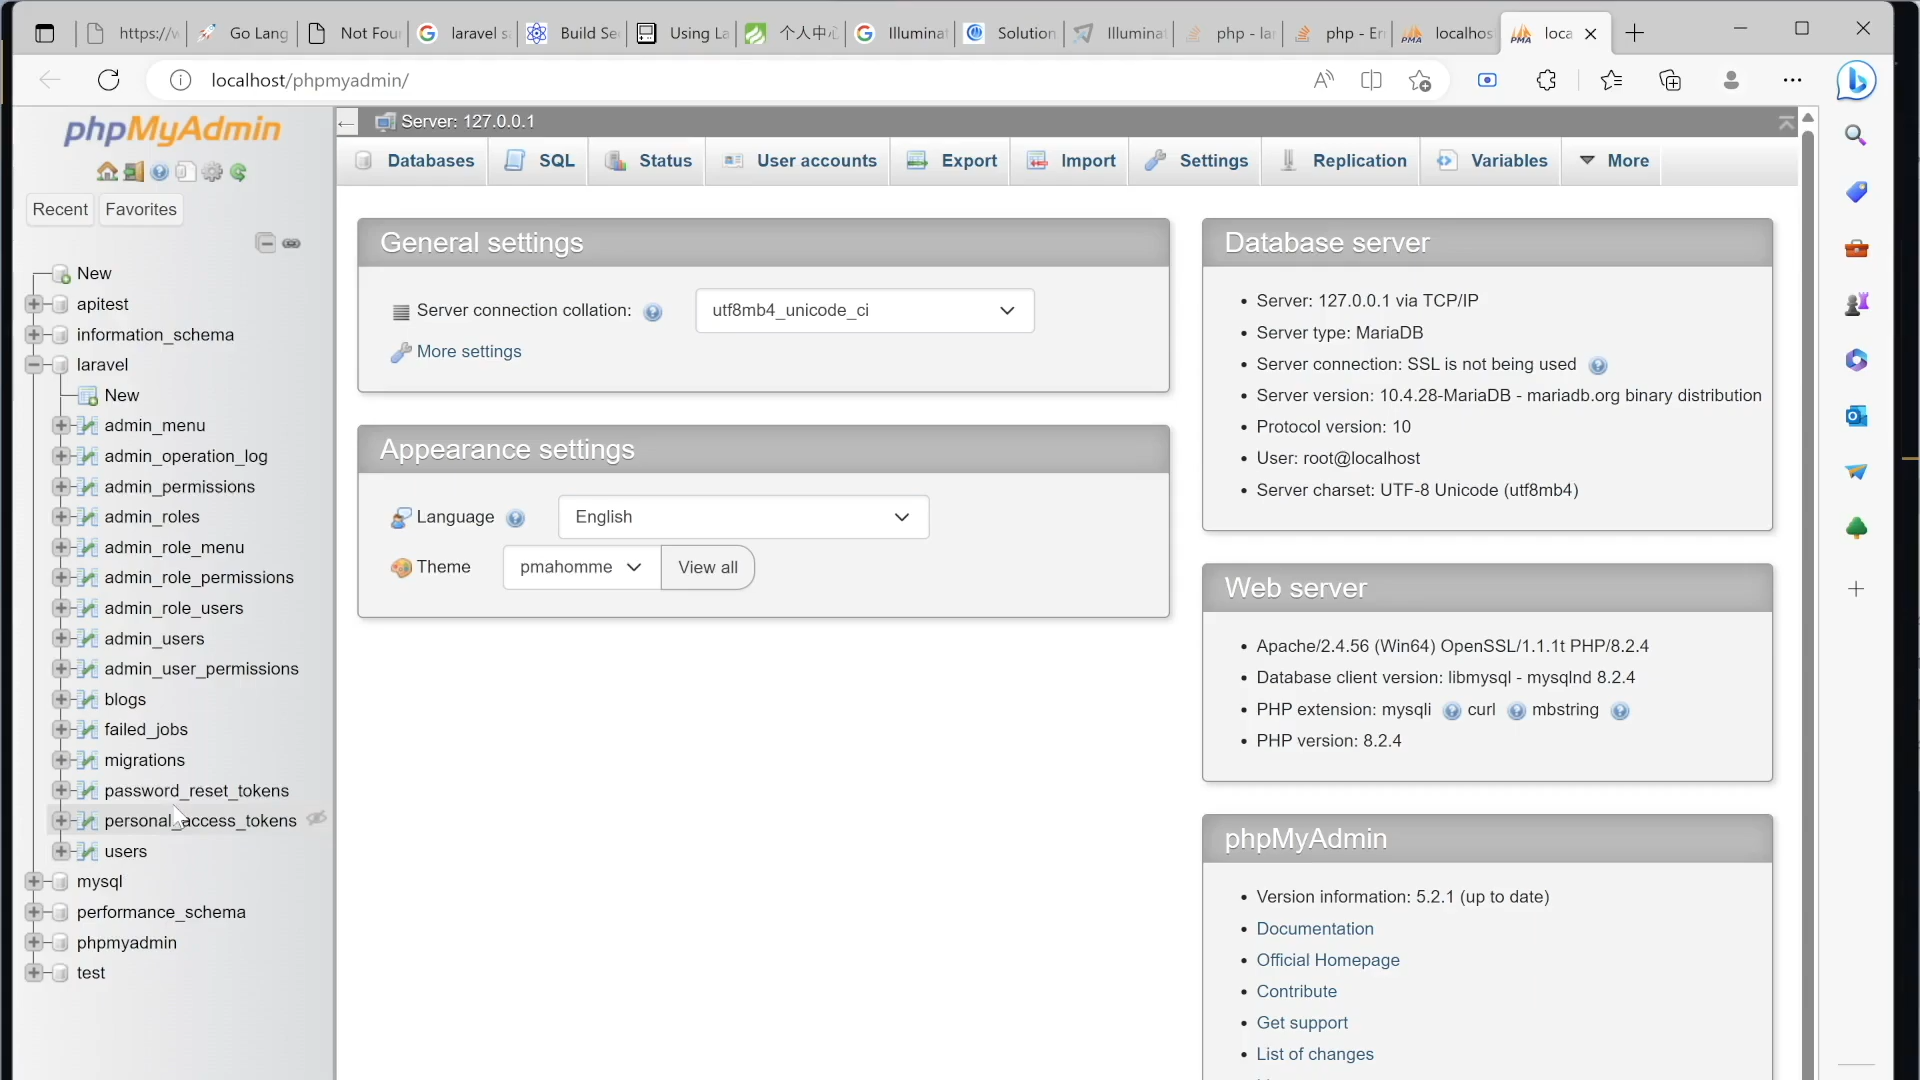 https://w
Go Lang
Not Four
laravel s
Build Se
Using La
个人中心
Illuminat
Solution
Illuminat
php - lar
php - Er
localhos
loca
localhost/phpmyadmin/
phpMyAdmin
Recent
Favorites
New
apitest
information_schema
laravel
New
admin_menu
admin_operation_log
admin_permissions
admin_roles
admin_role_menu
admin_role_permissions
admin_role_users
admin_users
admin_user_permissions
blogs
failed_jobs
migrations
password_reset_tokens
personal_access_tokens
users
mysql
performance_schema
phpmyadmin
test
Server: 127.0.0.1
Databases
SQL
Status
User accounts
Export
Import
Settings
Replication
Variables
More
General settings
Server connection collation:
utf8mb4_unicode_ci
More settings
Appearance settings
Language
English
Theme
pmahomme
View all
Database server
Server: 127.0.0.1 via TCP/IP
Server type: MariaDB
Server connection: SSL is not being used
Server version: 10.4.28-MariaDB - mariadb.org binary distribution
Protocol version: 10
User: root@localhost
Server charset: UTF-8 Unicode (utf8mb4)
Web server
Apache/2.4.56 (Win64) OpenSSL/1.1.1t PHP/8.2.4
Database client version: libmysql - mysqlnd 8.2.4
PHP extension: mysqli curl mbstring
PHP version: 8.2.4
phpMyAdmin
Version information: 5.2.1 (up to date)
Documentation
Official Homepage
Contribute
Get support
List of changes